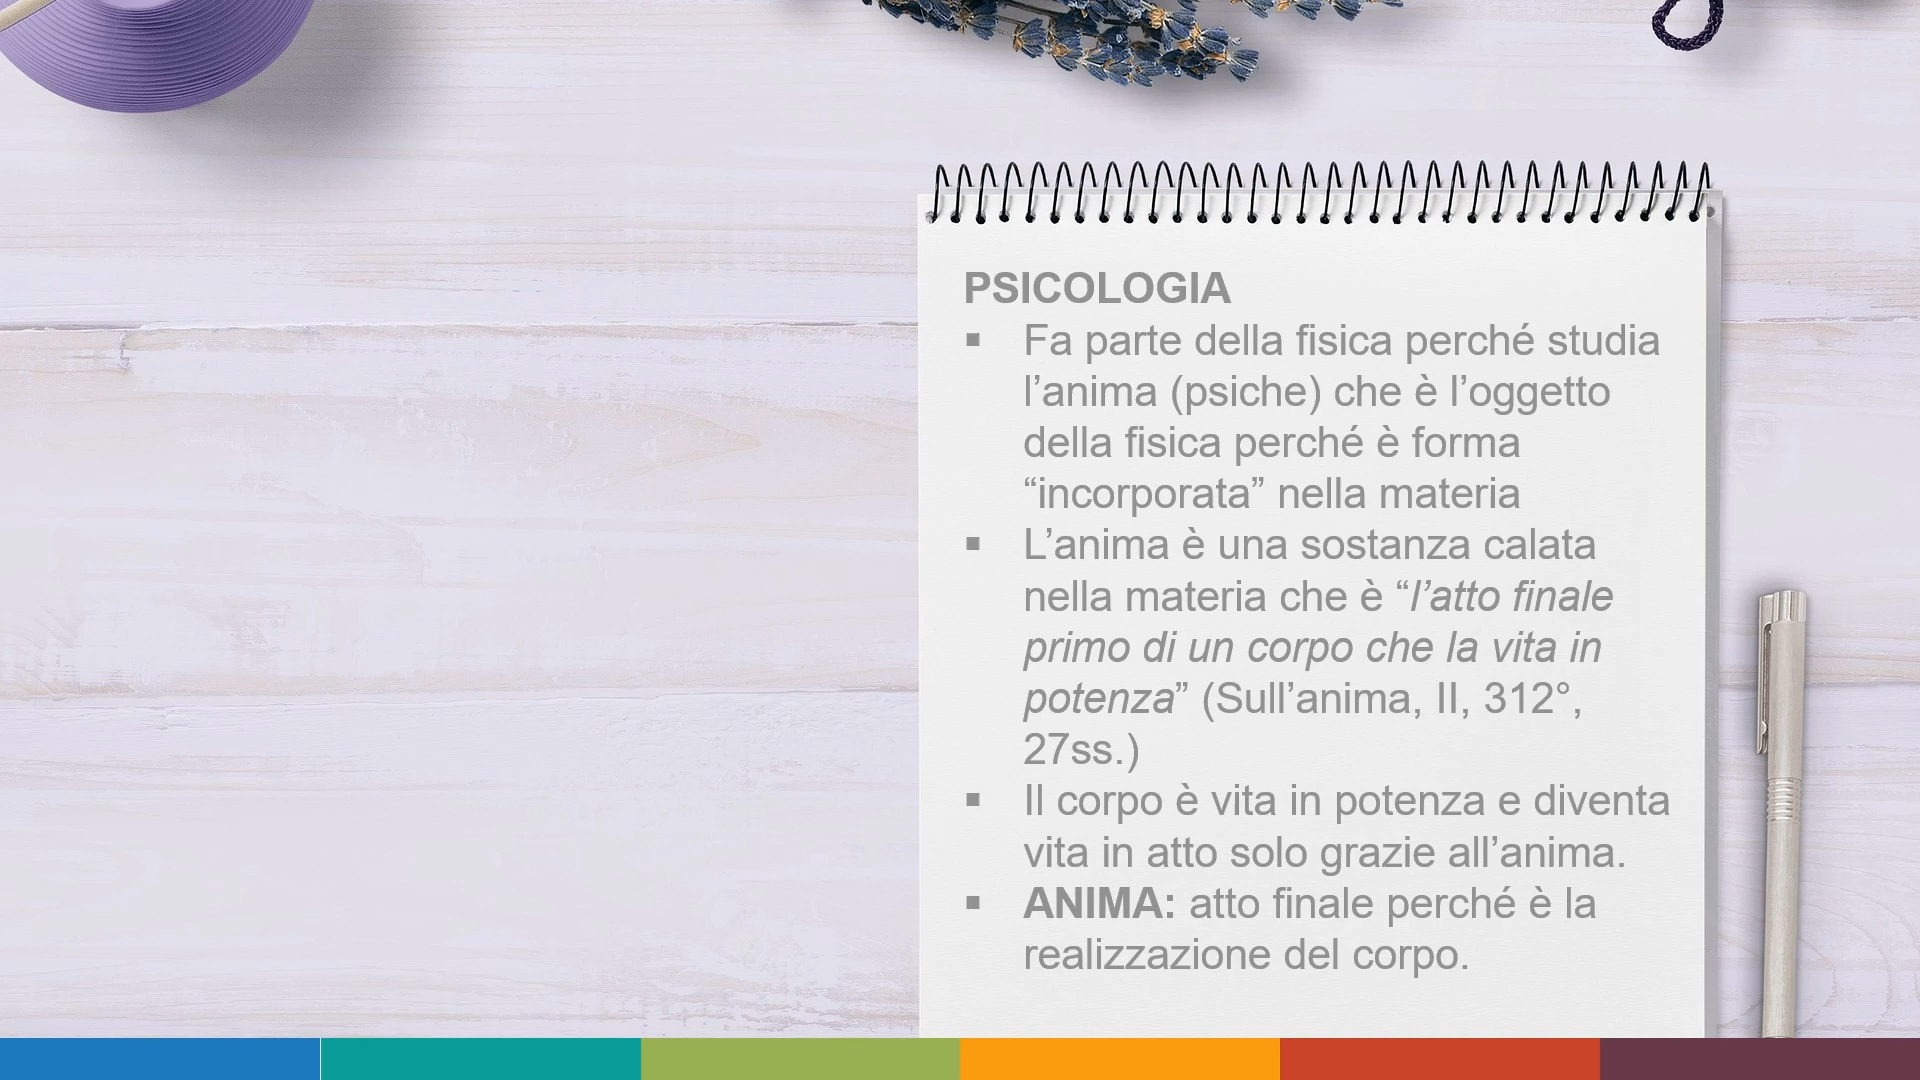 PSICOLOGIA
▪ Fa parte della fisica perché studia
l’anima (psiche) che è l’oggetto
della fisica perché è forma
“incorporata” nella materia
▪ L’anima è una sostanza calata
nella materia che è “l’atto finale
primo di un corpo che la vita in
potenza” (Sull’anima, II, 312°,
27ss.)
▪ Il corpo è vita in potenza e diventa
vita in atto solo grazie all’anima.
▪ ANIMA: atto finale perché è la
realizzazione del corpo.